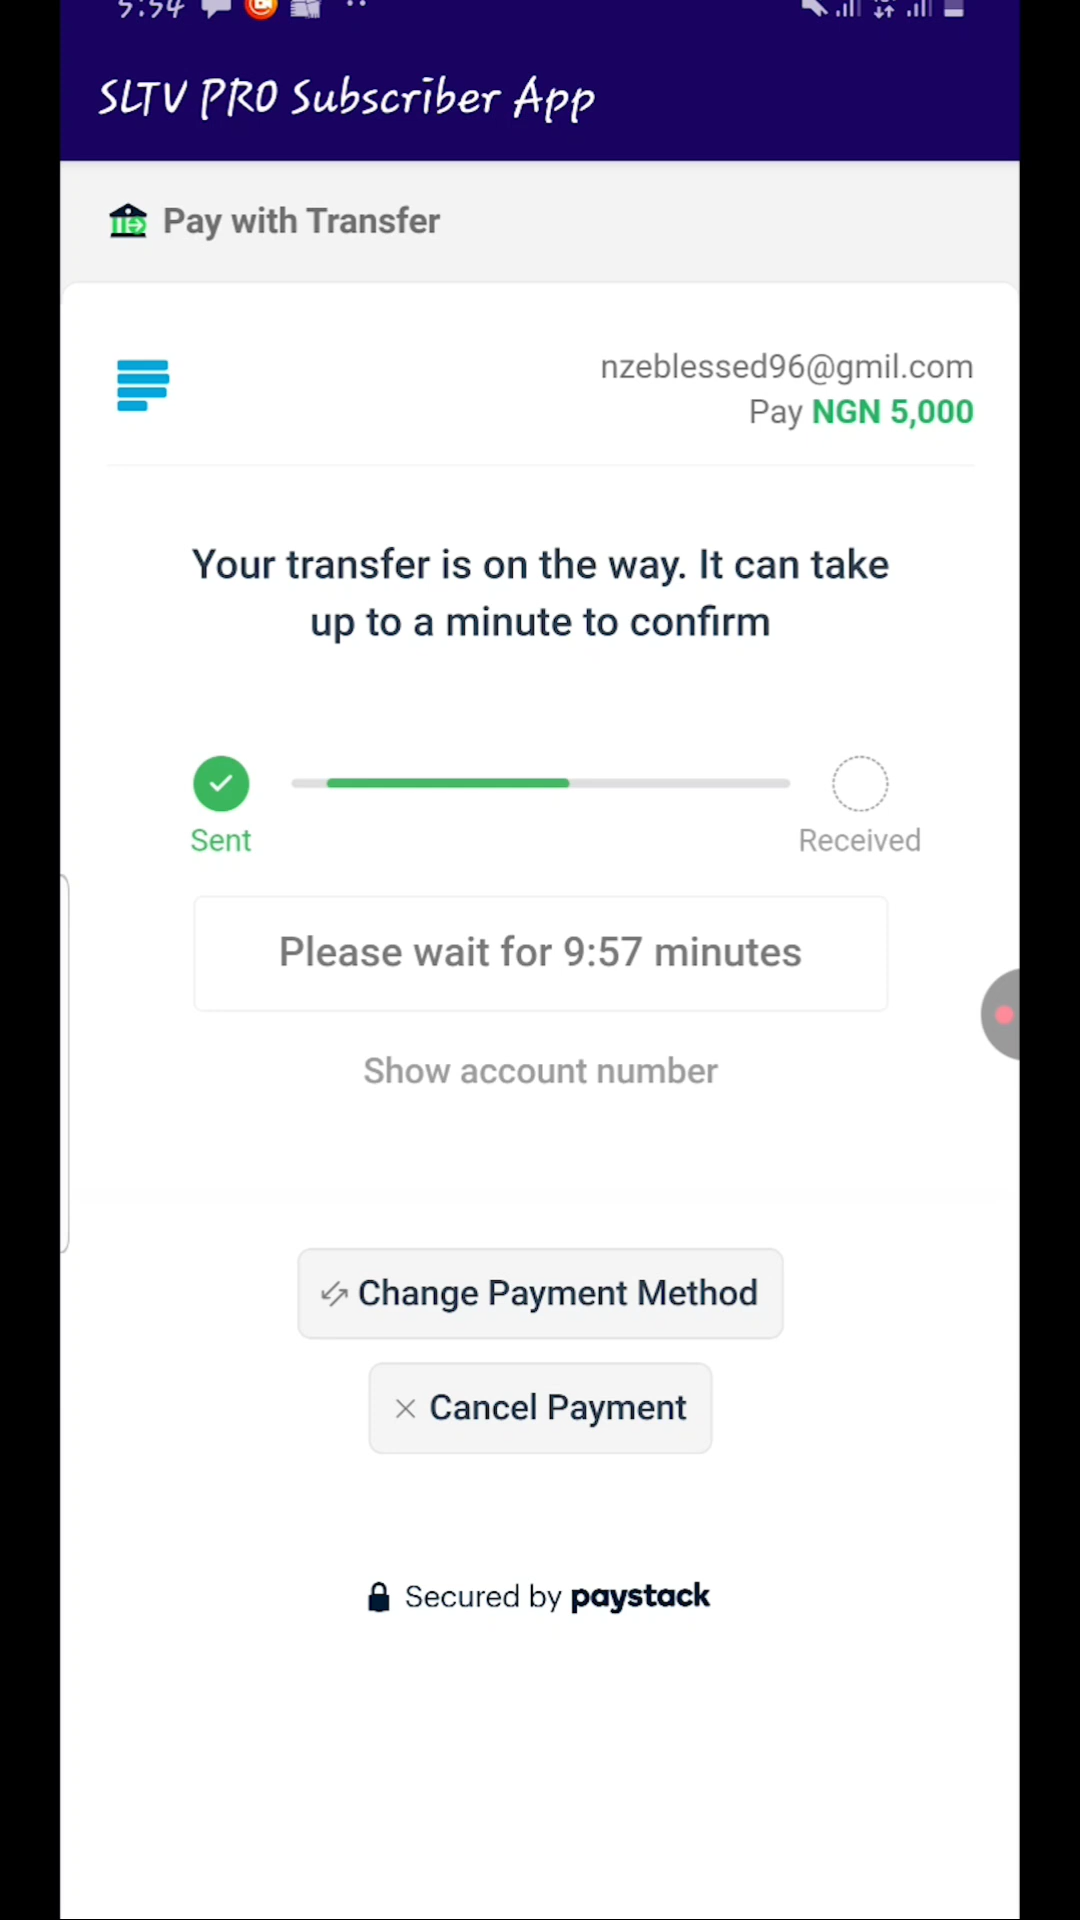 5:54
SLTV PRO Subscriber App
Pay with Transfer
nzeblessed96@gmil.com
Pay NGN 5,000
Your transfer is on the way. It can take
up to a minute to confirm
Sent
Received
Please wait for 9:57 minutes
Show account number
Change Payment Method
Cancel Payment
Secured by paystack